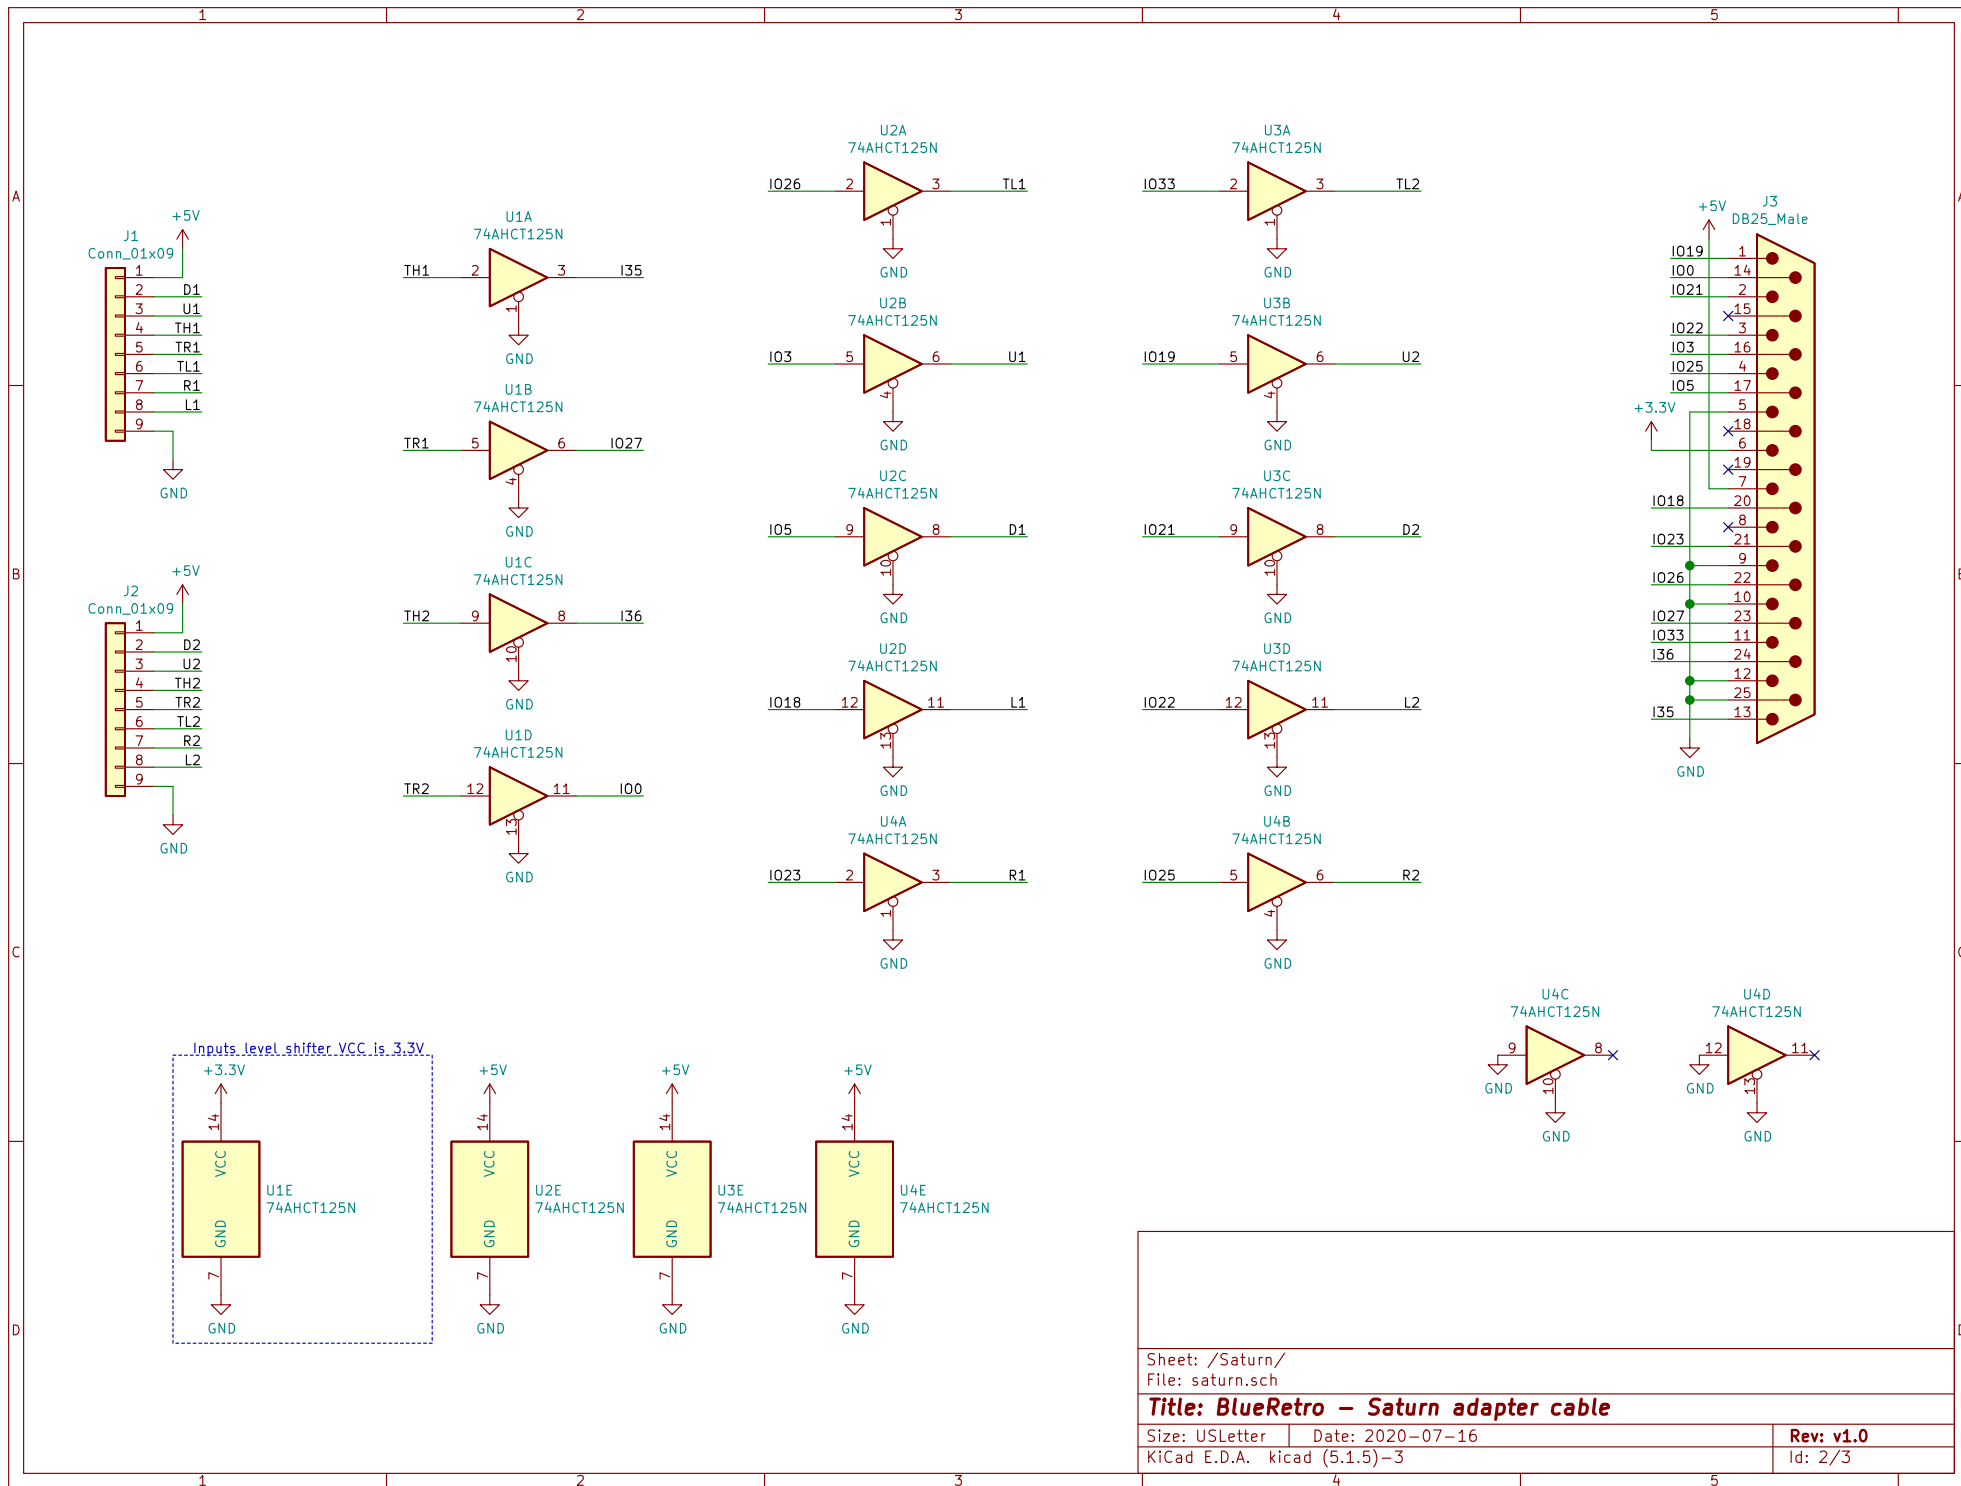 1 2 3 4 5
A
B
C
D
J1
Conn_01x09
+5V
1
2 D1
3 U1
4 TH1
5 TR1
6 TL1
7 R1
8 L1
9
GND
J2
Conn_01x09
+5V
1
2 D2
3 U2
4 TH2
5 TR2
6 TL2
7 R2
8 L2
9
GND
U1A
74AHCT125N
TH1 2 3 I35
1
GND
U1B
74AHCT125N
TR1 5 6 IO27
4
GND
U1C
74AHCT125N
TH2 9 8 I36
10
GND
U1D
74AHCT125N
TR2 12 11 IO0
13
GND
U2A
74AHCT125N
IO26 2 3 TL1
1
GND
U2B
74AHCT125N
IO3 5 6 U1
4
GND
U2C
74AHCT125N
IO5 9 8 D1
10
GND
U2D
74AHCT125N
IO18 12 11 L1
13
GND
U4A
74AHCT125N
IO23 2 3 R1
1
GND
U3A
74AHCT125N
IO33 2 3 TL2
1
GND
U3B
74AHCT125N
IO19 5 6 U2
4
GND
U3C
74AHCT125N
IO21 9 8 D2
10
GND
U3D
74AHCT125N
IO22 12 11 L2
13
GND
U4B
74AHCT125N
IO25 5 6 R2
4
GND
J3
DB25_Male
+5V
IO19 1
IO0 14
IO21 2
15
IO22 3
IO3 16
IO25 4
IO5 17
+3.3V
5
18
6
19
7
IO18 20
8
IO23 21
9
IO26 22
10
IO27 23
IO33 11
I36 24
12
25
I35 13
GND
U4C
74AHCT125N
9 8
10
GND
GND
U4D
74AHCT125N
12 11
13
GND
GND
Inputs level shifter VCC is 3.3V
+3.3V
14
VCC
GND
U1E
74AHCT125N
7
GND
+5V
14
VCC
GND
U2E
74AHCT125N
7
GND
+5V
14
VCC
GND
U3E
74AHCT125N
7
GND
+5V
14
VCC
GND
U4E
74AHCT125N
7
GND
Sheet: /Saturn/
File: saturn.sch
Title: BlueRetro – Saturn adapter cable
Size: USLetter Date: 2020-07-16 Rev: v1.0
KiCad E.D.A. kicad (5.1.5)-3 Id: 2/3
1 2 3 4 5